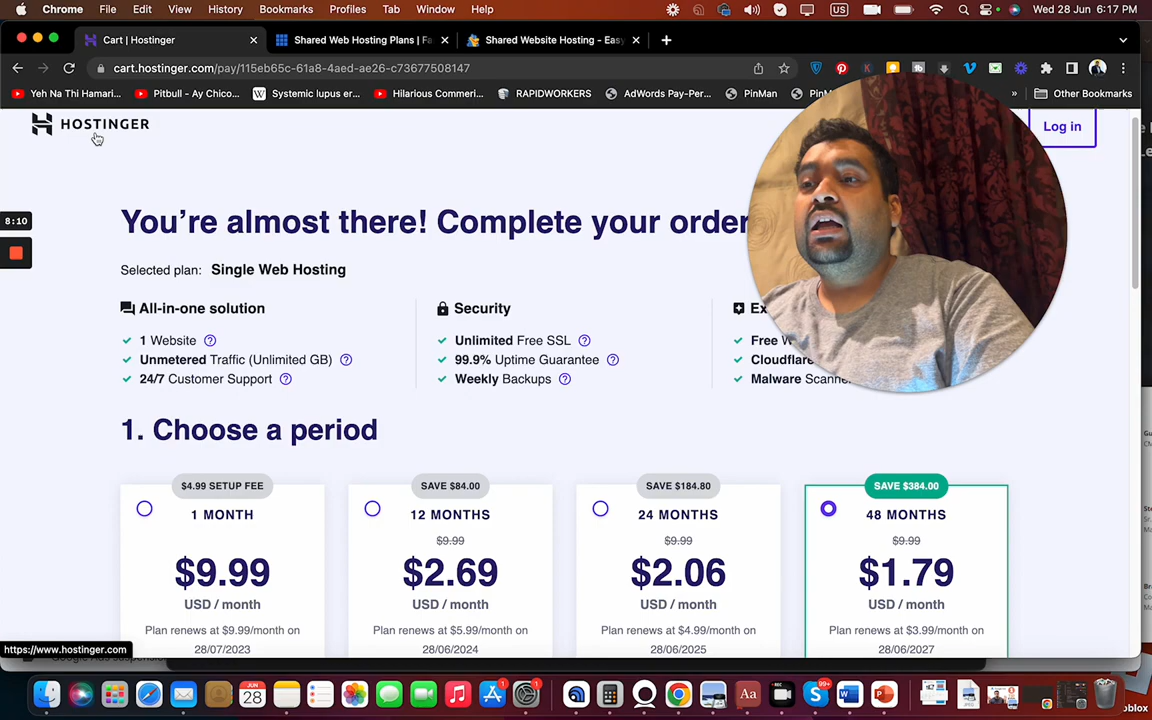 Chrome File Edit View History Bookmarks Profiles Tab Window Help US Wed 28 Jun 6:17 PM
Cart | Hostinger Shared Web Hosting Plans | Fa Shared Website Hosting - Easy
cart.hostinger.com/pay/115eb65c-61a8-4aed-ae26-c73677508147
Yeh Na Thi Hamari... Pitbull - Ay Chico... Systemic lupus er... Hilarious Commeri... RAPIDWORKERS AdWords Pay-Per... PinMan » Other Bookmarks
HOSTINGER
Log in
8:10
You're almost there! Complete your order
Selected plan: Single Web Hosting
All-in-one solution
1 Website
Unmetered Traffic (Unlimited GB)
24/7 Customer Support
Security
Unlimited Free SSL
99.9% Uptime Guarantee
Weekly Backups
Ex
Free W
Cloudflare
Malware Scanne
1. Choose a period
$4.99 SETUP FEE
1 MONTH
$9.99
USD / month
Plan renews at $9.99/month on
28/07/2023
SAVE $84.00
12 MONTHS
$9.99
$2.69
USD / month
Plan renews at $5.99/month on
28/06/2024
SAVE $184.80
24 MONTHS
$9.99
$2.06
USD / month
Plan renews at $4.99/month on
28/06/2025
SAVE $384.00
48 MONTHS
$9.99
$1.79
USD / month
Plan renews at $3.99/month on
28/06/2027
https://www.hostinger.com